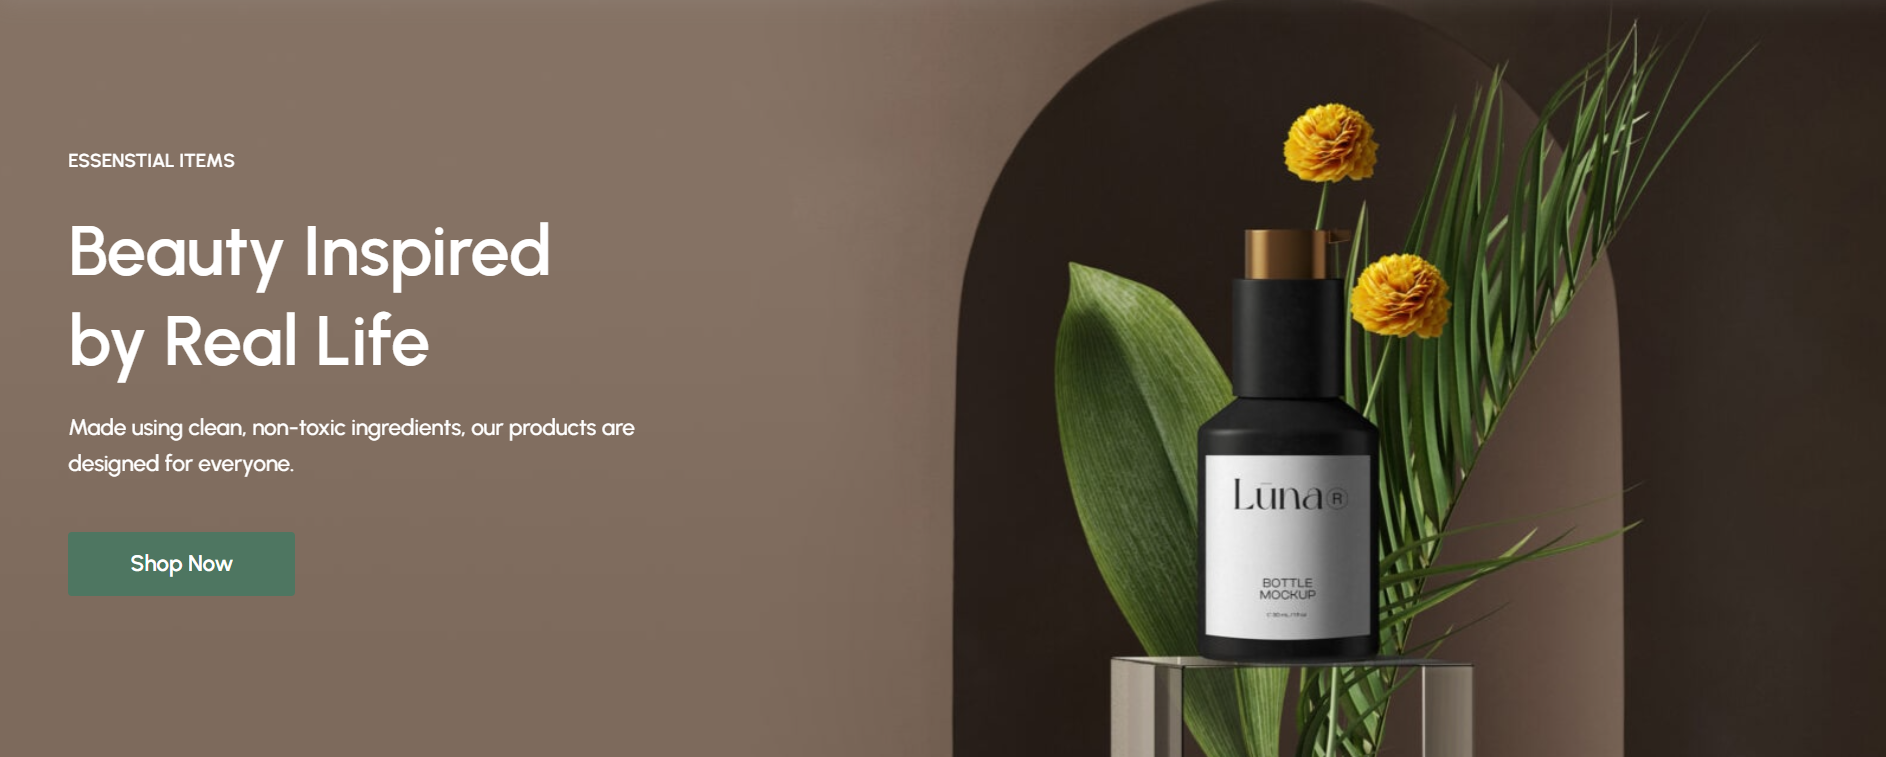 ESSENSTIAL ITEMS
Beauty Inspired
by Real Life
Made using clean, non-toxic ingredients, our products are
designed for everyone.
Shop Now
Lūna®
BOTTLE
MOCKUP